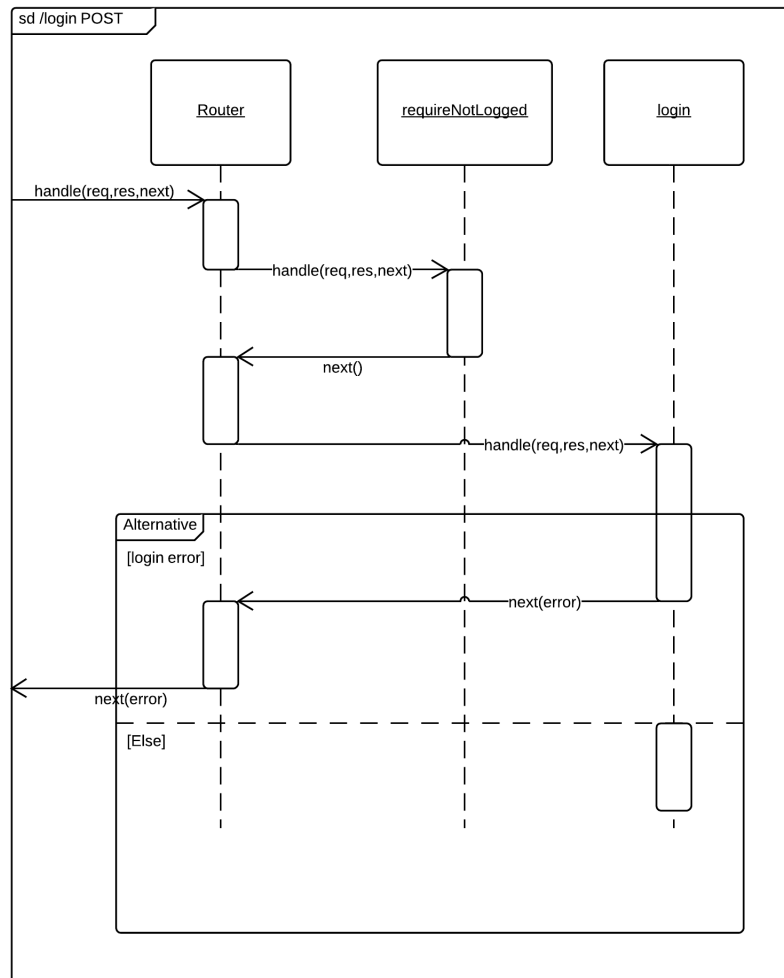 sd /login POST
Router
requireNotLogged
login
handle(req,res,next)
handle(req,res,next)
next()
handle(req,res,next)
Alternative
[login error]
next(error)
next(error)
[Else]